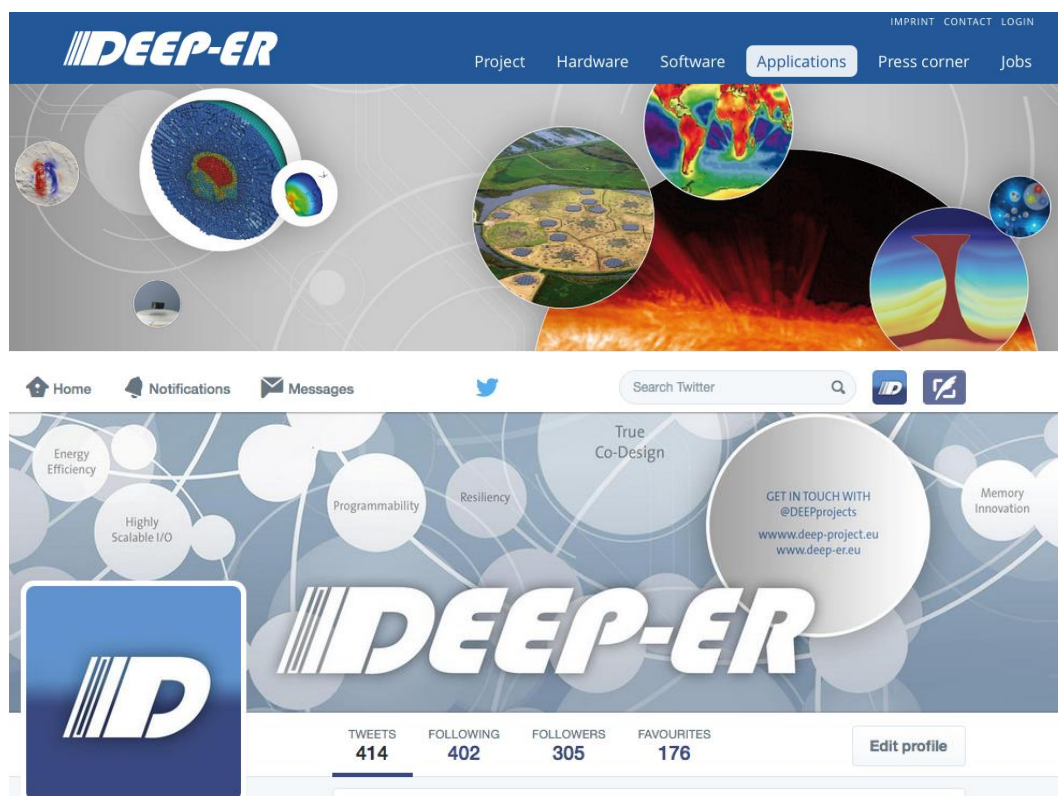 DEEP-ER
IMPRINT CONTACT LOGIN
Project Hardware Software Applications Press corner Jobs
Home Notifications Messages
Search Twitter
D
Energy
Efficiency
Highly
Scalable I/O
Programmability
Resiliency
True
Co-Design
GET IN TOUCH WITH
@DEEPprojects
wwww.deep-project.eu
www.deep-er.eu
Memory
Innovation
DEEP-ER
D
TWEETS FOLLOWING FOLLOWERS FAVOURITES
414 402 305 176
Edit profile